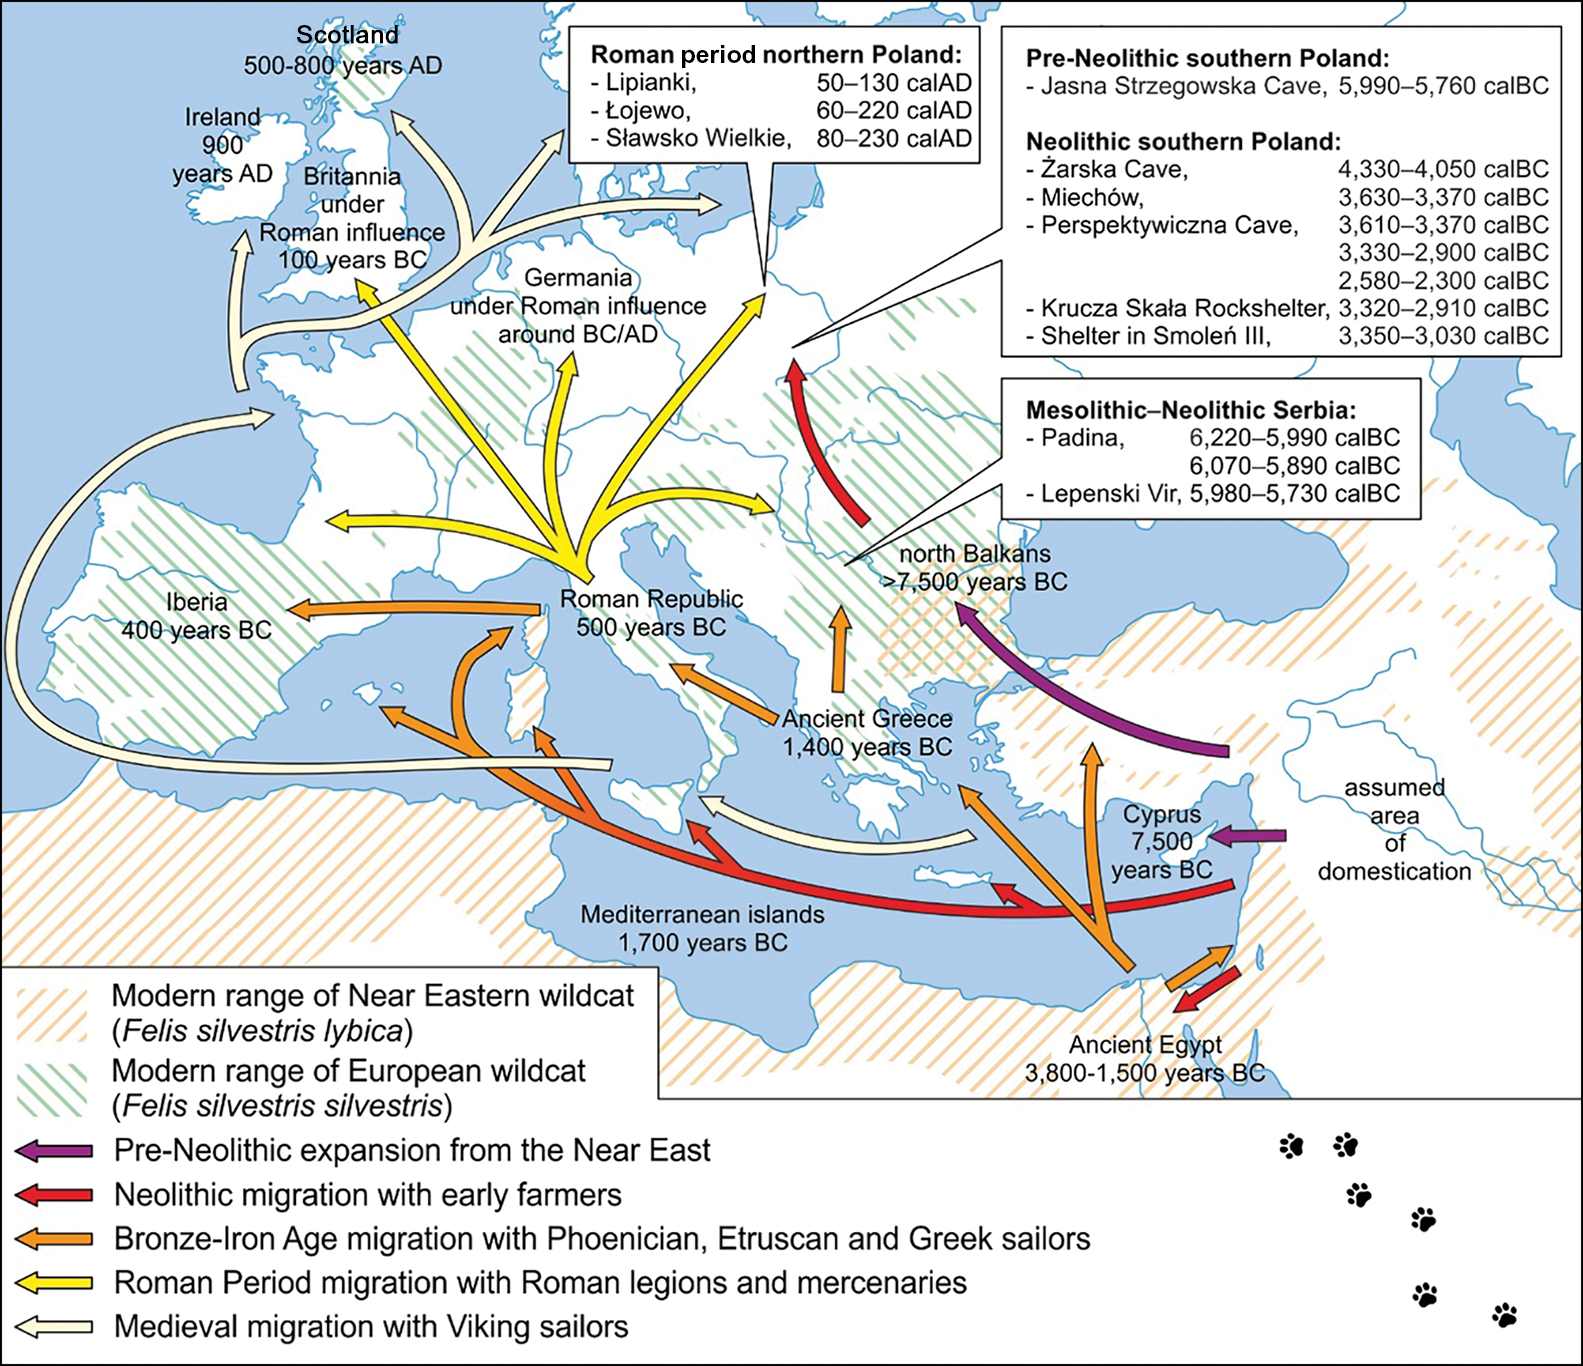 Scotland
500-800 years AD
Ireland
900
years AD
Britannia
under
Roman influence
100 years BC
Roman period northern Poland:
- Lipianki, 50–130 calAD
- Łojewo, 60–220 calAD
- Sławsko Wielkie, 80–230 calAD
Pre-Neolithic southern Poland:
- Jasna Strzegowska Cave, 5,990–5,760 calBC
Neolithic southern Poland:
- Żarska Cave, 4,330–4,050 calBC
- Miechów, 3,630–3,370 calBC
- Perspektywiczna Cave, 3,610–3,370 calBC
3,330–2,900 calBC
2,580–2,300 calBC
- Krucza Skała Rockshelter, 3,320–2,910 calBC
- Shelter in Smoleń III, 3,350–3,030 calBC
Germania
under Roman influence
around BC/AD
Mesolithic–Neolithic Serbia:
- Padina, 6,220–5,990 calBC
6,070–5,890 calBC
- Lepenski Vir, 5,980–5,730 calBC
north Balkans
>7,500 years BC
Iberia
400 years BC
Roman Republic
500 years BC
Ancient Greece
1,400 years BC
assumed
area
of
domestication
Cyprus
7,500
years BC
Mediterranean islands
1,700 years BC
Ancient Egypt
3,800-1,500 years BC
Modern range of Near Eastern wildcat
(Felis silvestris lybica)
Modern range of European wildcat
(Felis silvestris silvestris)
Pre-Neolithic expansion from the Near East
Neolithic migration with early farmers
Bronze-Iron Age migration with Phoenician, Etruscan and Greek sailors
Roman Period migration with Roman legions and mercenaries
Medieval migration with Viking sailors